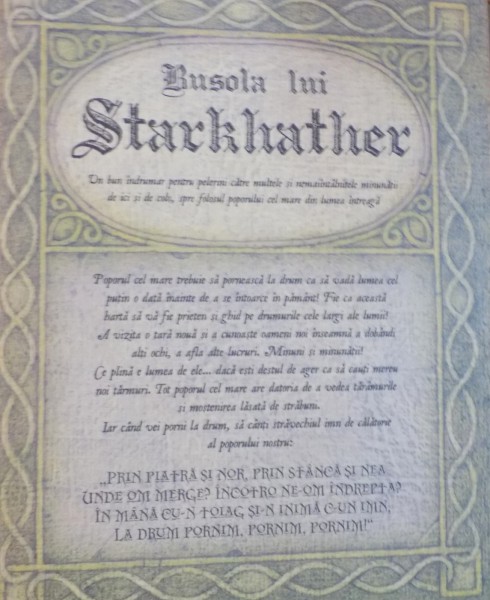 Busola lui
Starkhather
Un bun îndrumar pentru pelerini către multele și nemaiîntâlnitele minunății
de ici și de colo, spre folosul poporului cel mare din lumea întreagă
Poporul cel mare trebuie să pornească la drum ca să vadă lumea cel
puțin o dată înainte de a se întoarce în pământ! Fie ca această
hartă să vă fie prieten și ghid pe drumurile cele largi ale lumii!
A vizita o țară nouă și a cunoaște oameni noi înseamnă a dobândi
alți ochi, a afla alte lucruri. Minuni și minunății!
Ce plină e lumea de ele... dacă ești destul de ager ca să cauți mereu
noi țărmuri. Tot poporul cel mare are datoria de a vedea tărâmurile
și moștenirea lăsată de străbuni.
Iar când vei porni la drum, să cânți străvechiul imn de călătorie
al poporului nostru:
„PRIN PIATRĂ ȘI NOR, PRIN STÂNCĂ ȘI NEA
UNDE OM MERGE? ÎNCOTRO NE-OM ÎNDREPTA?
ÎN MÂNĂ CU-N TOIAG, ȘI-N INIMĂ C-UN IMN,
LA DRUM PORNIM, PORNIM, PORNIM!“